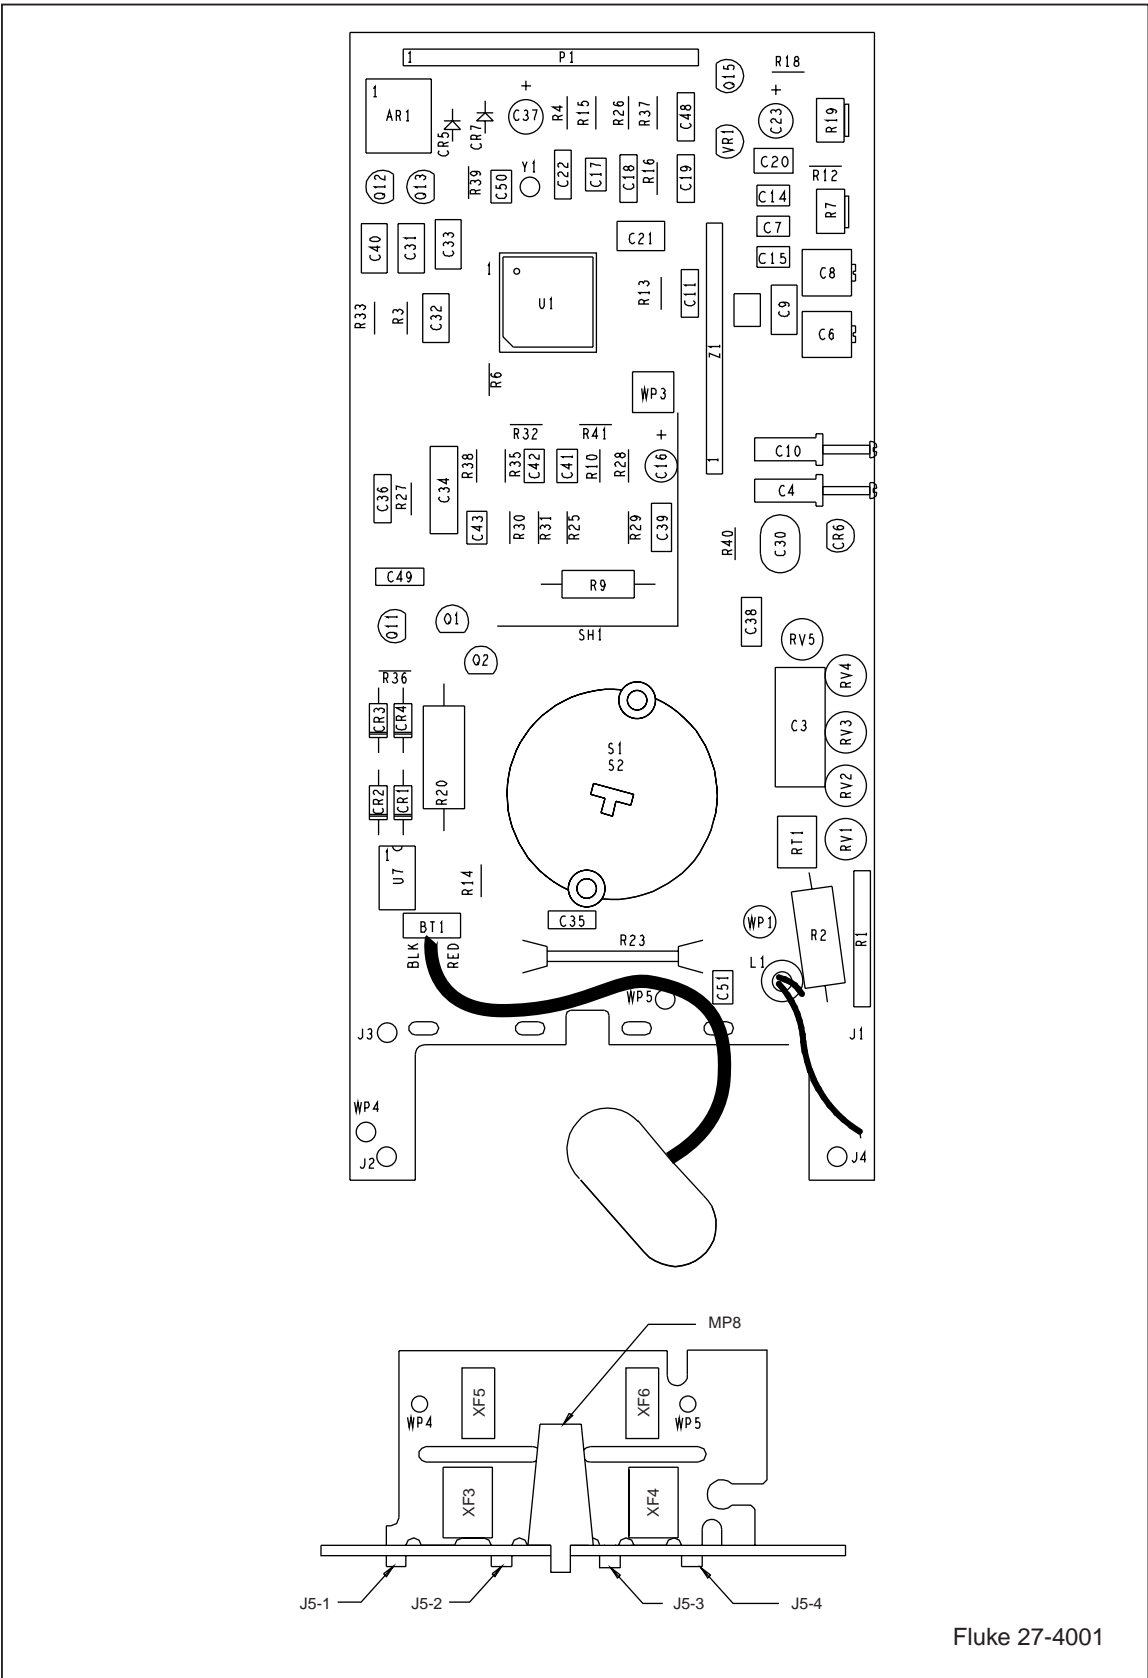 1 P1
Q15
R18
1
AR1
CR5
CR7
+
C37
R4
R15
R26
R37
C48
VR1
+
C23
R19
Q12
Q13
R39
C50
Y1
C22
C17
C18
R16
C19
C20
R12
C14
R7
C7
C15
C40
C31
C33
C21
1
U1
R13
C11
C9
C8
C6
R33
R3
C32
Z1
R6
WP3
R32
R41
+
C16
1
C10
C4
R38
R35
C42
C41
R10
R28
C36
R27
C34
C43
R30
R31
R25
R29
C39
R40
C30
CR6
C49
R9
SH1
C38
Q11
Q1
Q2
RV5
R36
RV4
CR3
CR4
C3
RV3
S1
S2
CR2
CR1
R20
RV2
RT1
RV1
1
U7
R14
BT1
C35
R23
WP1
R2
R1
BLK
RED
L1
WP5
C51
J3
J1
WP4
J2
J4
MP8
XF5
XF6
WP4
WP5
XF3
XF4
J5-1
J5-2
J5-3
J5-4
Fluke 27-4001